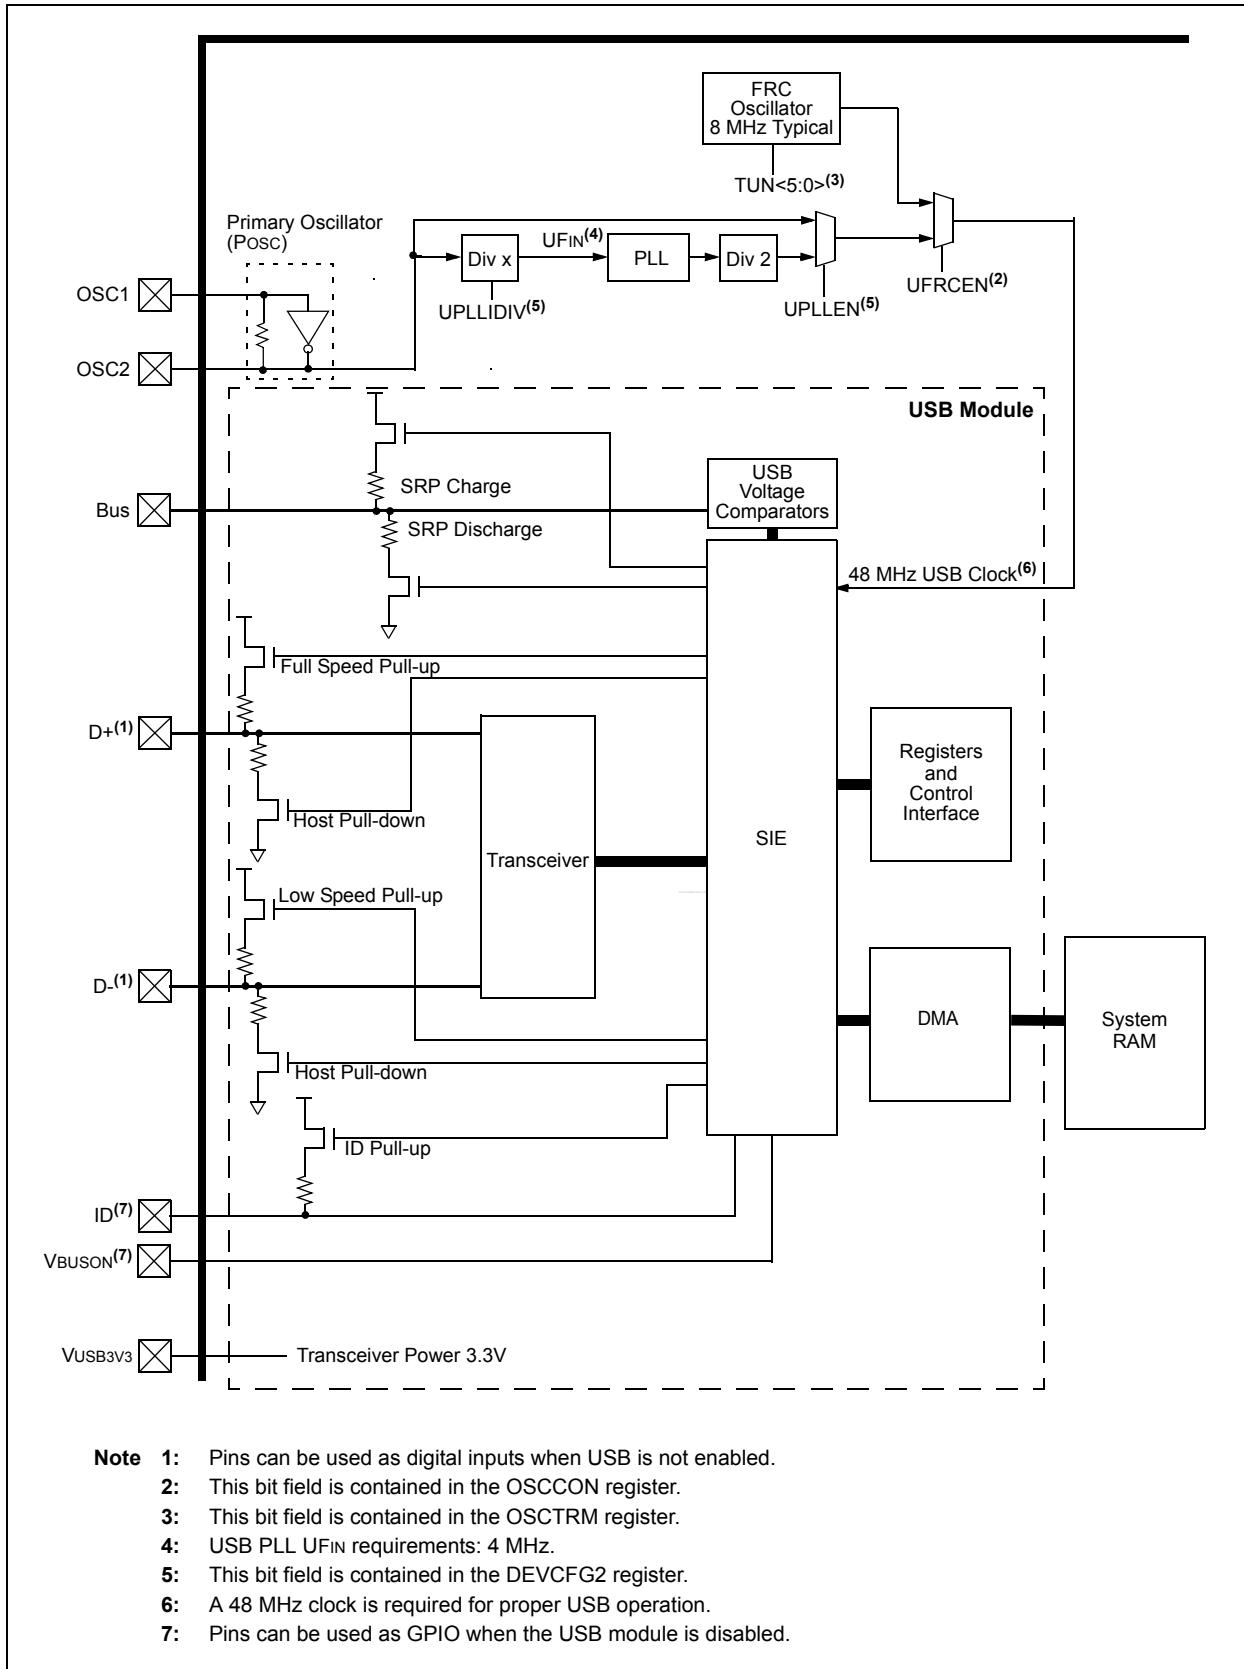 FRC
Oscillator
8 MHz Typical
TUN<5:0>(3)
Primary Oscillator
(POSC)
UFIN(4)
Div x
PLL
Div 2
UPLLIDIV(5)
UPLLEN(5)
UFRCEN(2)
OSC1
OSC2
USB Module
USB
Voltage
Comparators
SRP Charge
Bus
SRP Discharge
48 MHz USB Clock(6)
Full Speed Pull-up
D+(1)
Registers
and
Control
Interface
Host Pull-down
SIE
Transceiver
Low Speed Pull-up
D-(1)
DMA
System
RAM
Host Pull-down
ID Pull-up
ID(7)
VBUSON(7)
VUSB3V3
Transceiver Power 3.3V
Note 1: Pins can be used as digital inputs when USB is not enabled.
2: This bit field is contained in the OSCCON register.
3: This bit field is contained in the OSCTRM register.
4: USB PLL UFIN requirements: 4 MHz.
5: This bit field is contained in the DEVCFG2 register.
6: A 48 MHz clock is required for proper USB operation.
7: Pins can be used as GPIO when the USB module is disabled.